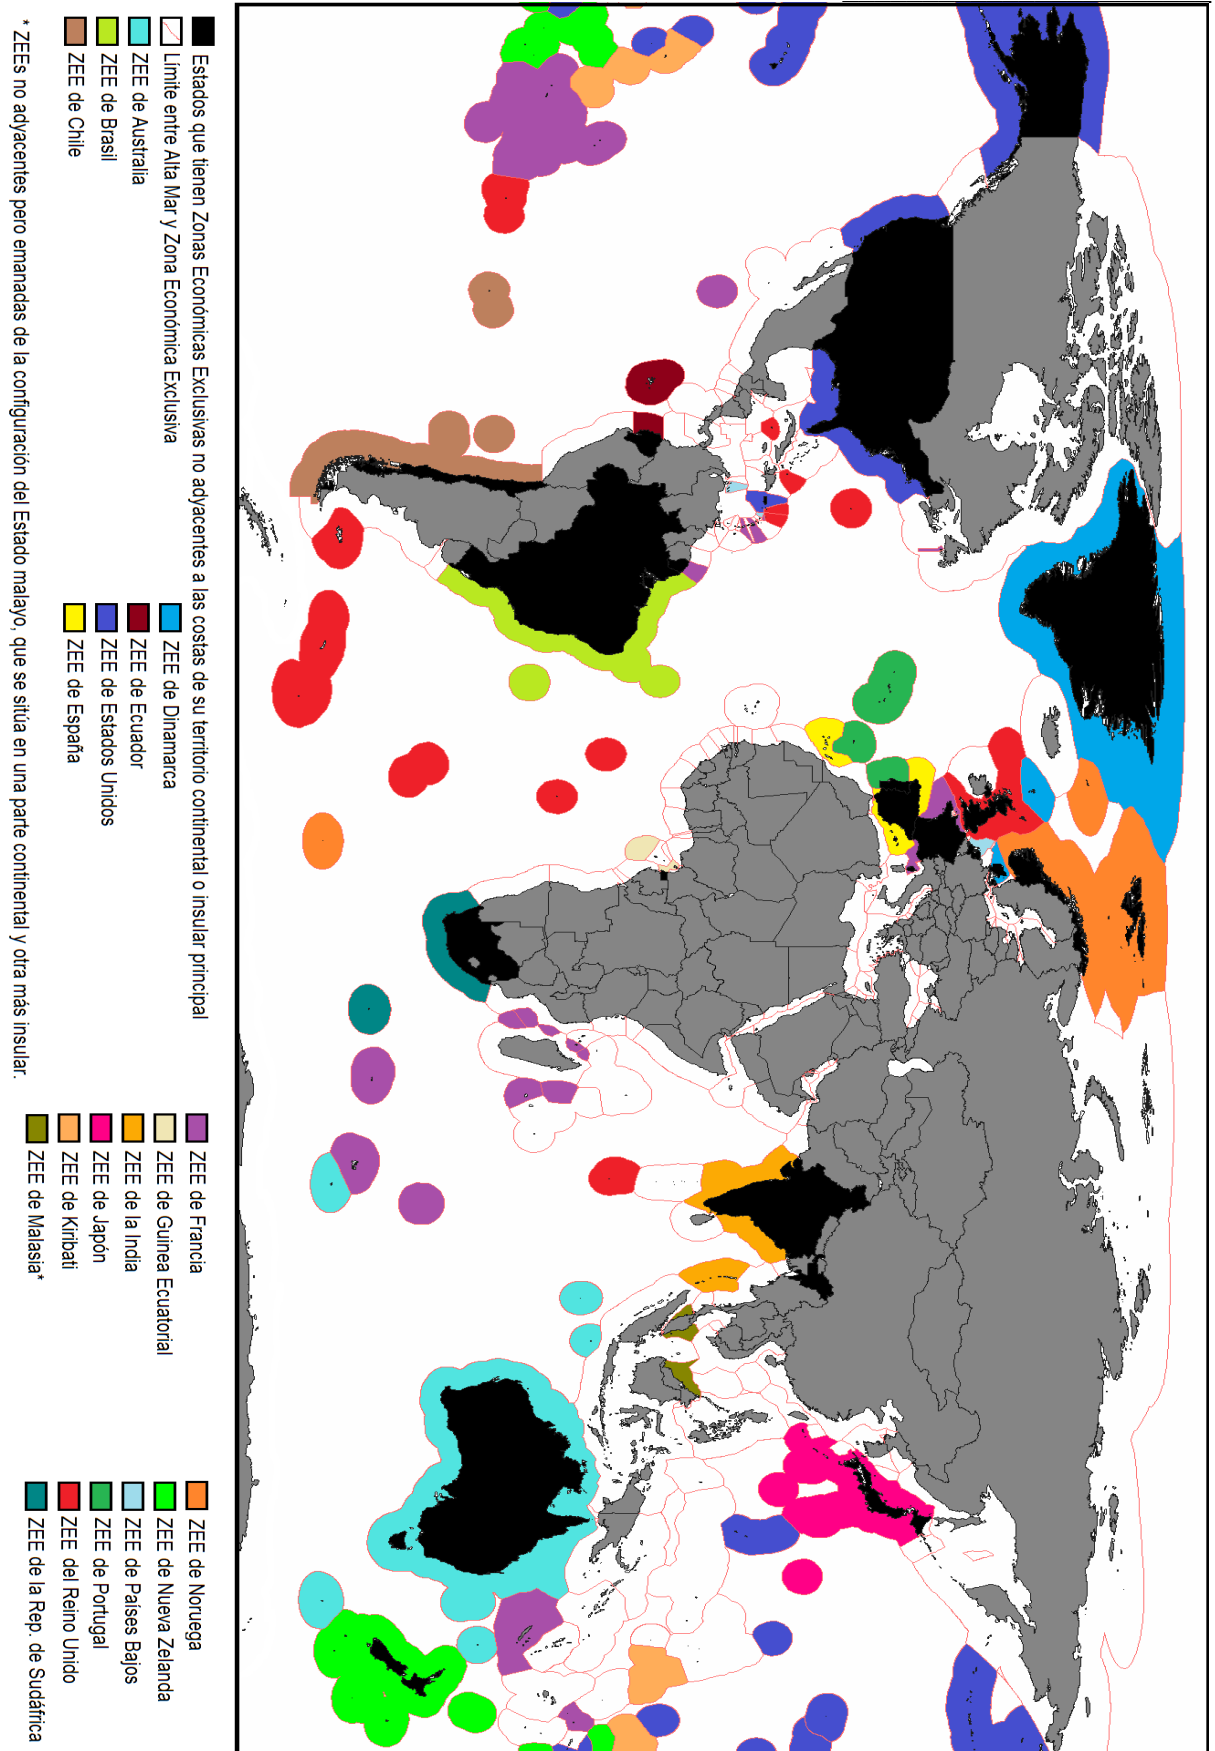 Estados que tienen Zonas Económicas Exclusivas no adyacentes a las costas de su territorio continental o insular principal
Límite entre Alta Mar y Zona Económica Exclusiva
ZEE de Australia
ZEE de Brasil
ZEE de Chile
ZEE de Dinamarca
ZEE de Ecuador
ZEE de Estados Unidos
ZEE de España
ZEE de Francia
ZEE de Guinea Ecuatorial
ZEE de la India
ZEE de Japón
ZEE de Kiribati
ZEE de Malasia*
ZEE de Noruega
ZEE de Nueva Zelanda
ZEE de Países Bajos
ZEE de Portugal
ZEE del Reino Unido
ZEE de la Rep. de Sudáfrica
* ZEEs no adyacentes pero emanadas de la configuración del Estado malayo, que se sitúa en una parte continental y otra más insular.